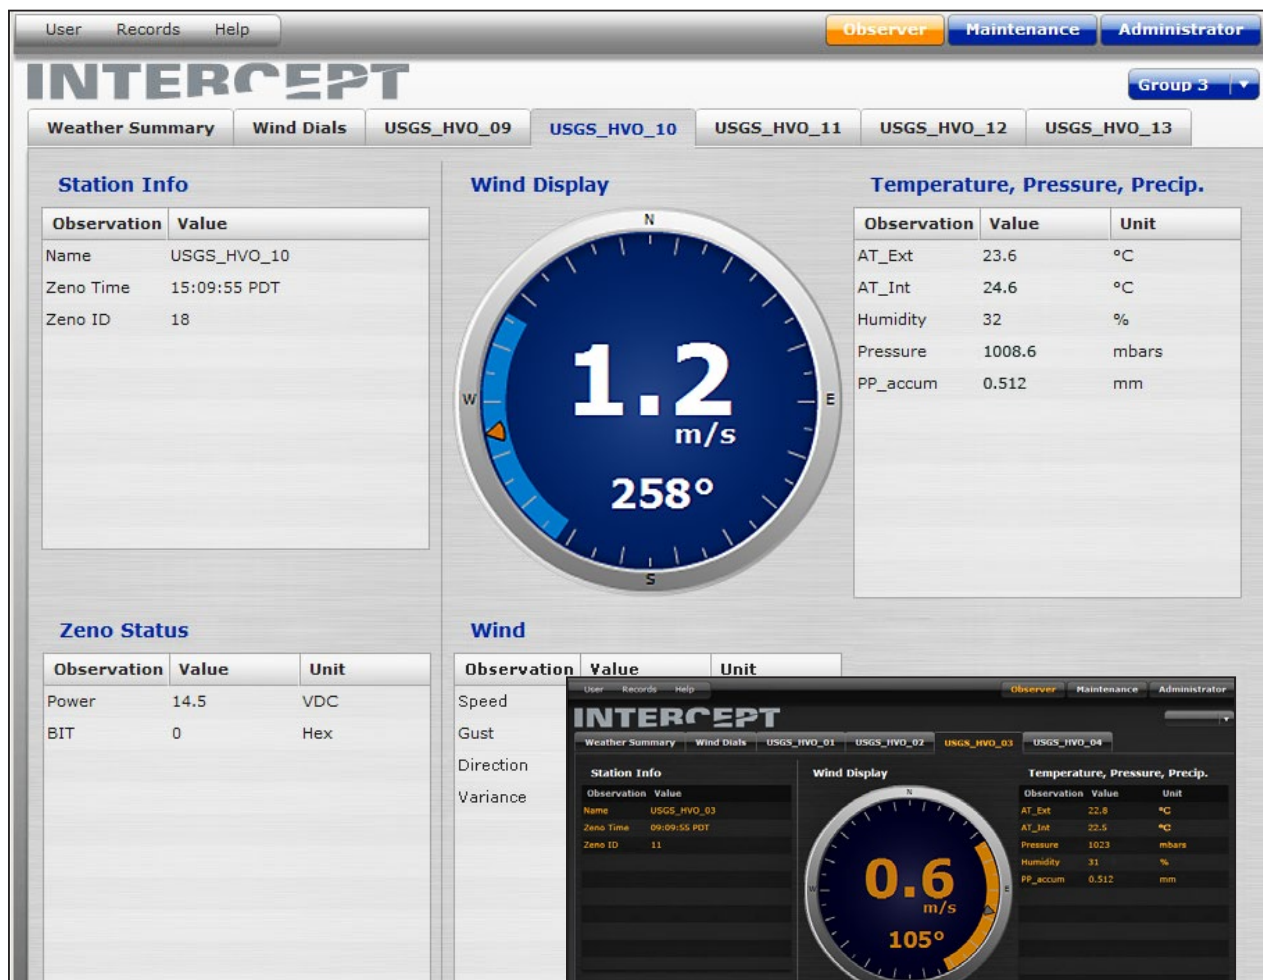 User Records Help Observer Maintenance Administrator
INTERCEPT
Group 3
Weather Summary Wind Dials USGS_HVO_09 USGS_HVO_10 USGS_HVO_11 USGS_HVO_12 USGS_HVO_13
Station Info
Observation Value
Name USGS_HVO_10
Zeno Time 15:09:55 PDT
Zeno ID 18
Wind Display
N
W E
1.2
m/s
258°
S
Temperature, Pressure, Precip.
Observation Value Unit
AT_Ext 23.6 °C
AT_Int 24.6 °C
Humidity 32 %
Pressure 1008.6 mbars
PP_accum 0.512 mm
Zeno Status
Observation Value Unit
Power 14.5 VDC
BIT 0 Hex
Wind
Observation Value Unit
Speed
Gust
Direction
Variance
User Records Help Observer Maintenance Administrator
INTERCEPT
Weather Summary Wind Dials USGS_HVO_01 USGS_HVO_02 USGS_HVO_03 USGS_HVO_04
Station Info
Observation Value
Name USGS_HVO_03
Zeno Time 09:09:55 PDT
Zeno ID 11
Wind Display
N
W E
0.6
m/s
105°
Temperature, Pressure, Precip.
Observation Value Unit
AT_Ext 22.8 °C
AT_Int 22.5 °C
Pressure 1023 mbars
Humidity 31 %
PP_accum 0.512 mm